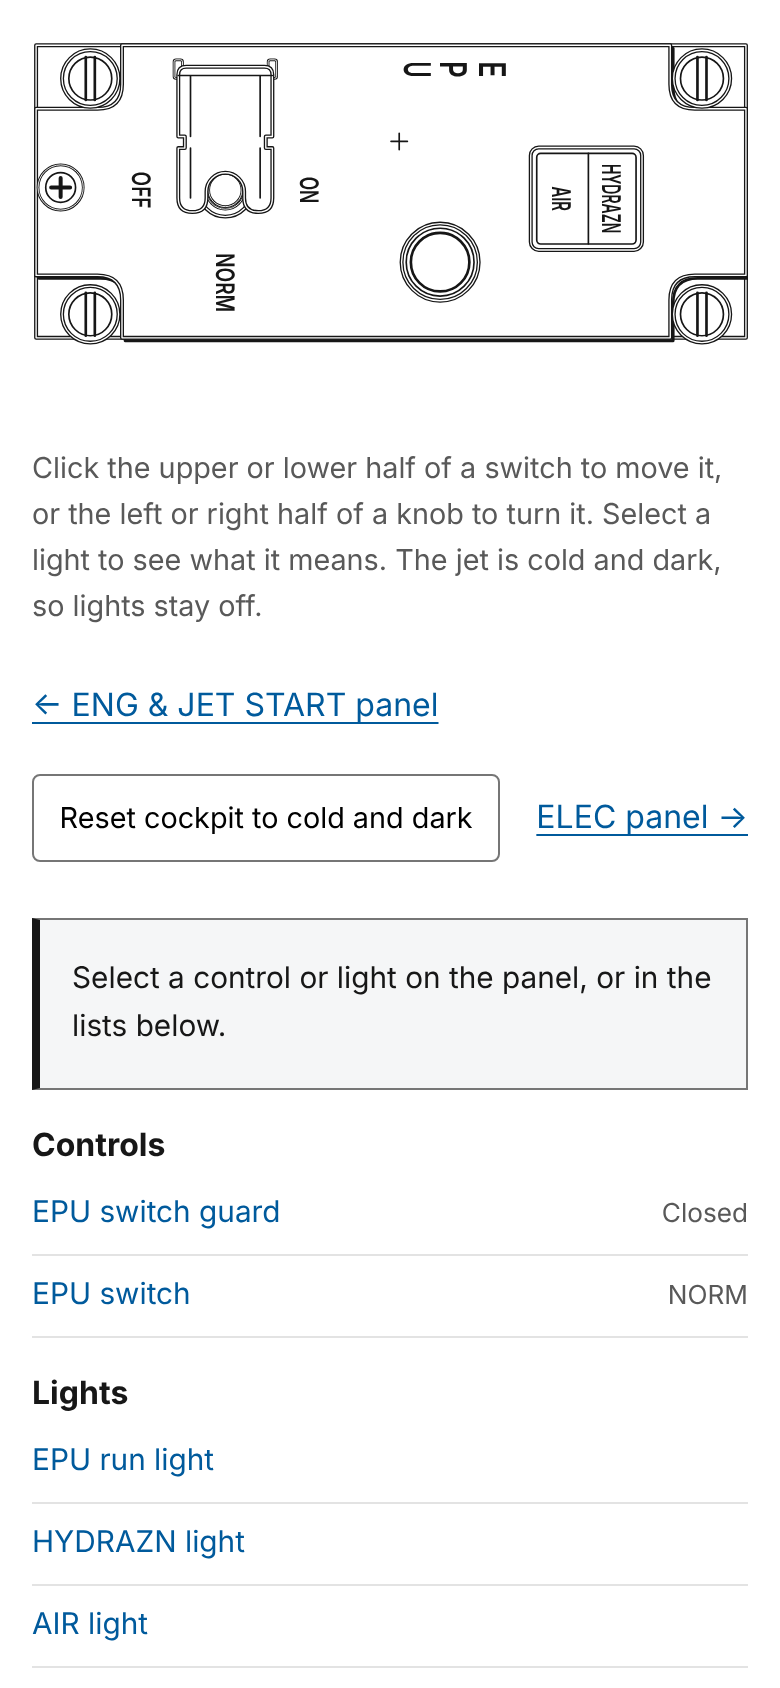 EPU
OFF
ON
NORM
AIR
HYDRAZN
Click the upper or lower half of a switch to move it,
or the left or right half of a knob to turn it. Select a
light to see what it means. The jet is cold and dark,
so lights stay off.
← ENG & JET START panel
Reset cockpit to cold and dark
ELEC panel →
Select a control or light on the panel, or in the
lists below.
Controls
EPU switch guard Closed
EPU switch NORM
Lights
EPU run light
HYDRAZN light
AIR light